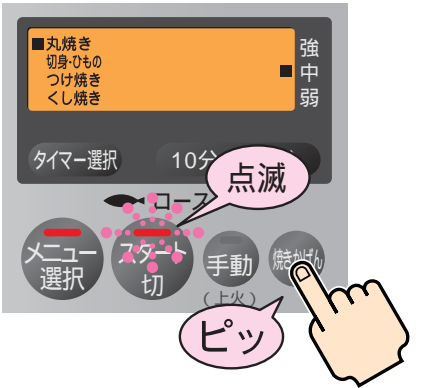 丸焼き
切身・ひもの
つけ焼き
くし焼き
強
中
弱
タイマー選択
10分
点滅
ロース
メニュー
選択
スタート
切
手動
焼きかげん
(上火)
ピッ